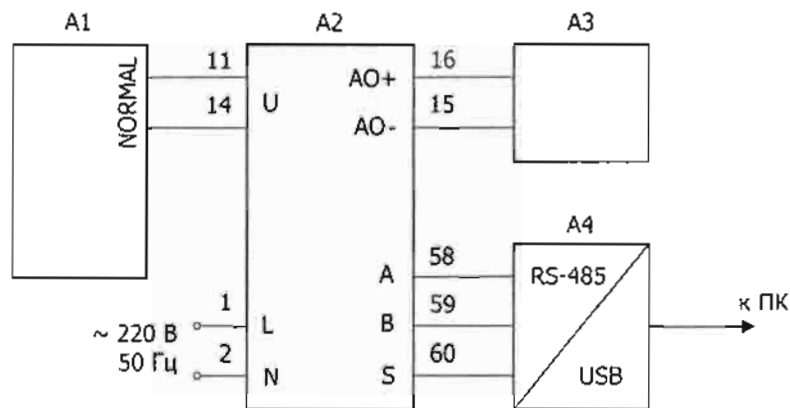 A1 A2 A3
NORMAL
11 U AO+ 16
14 AO- 15
A4
A 58 RS-485
~ 220 В 1 L B 59 к ПК
50 Гц 2 N S 60 USB